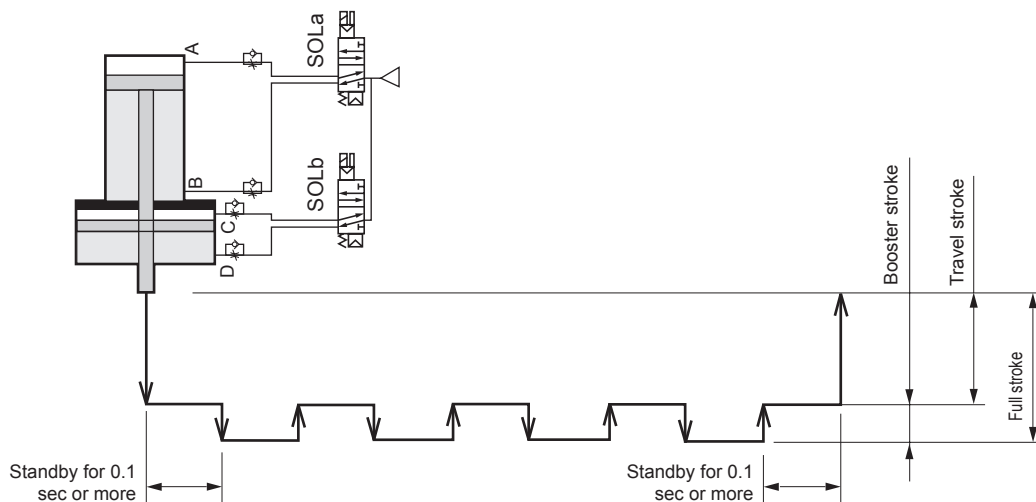 A
SOLa
B
SOLb
C
D
Booster stroke
Travel stroke
Full stroke
Standby for 0.1
sec or more
Standby for 0.1
sec or more